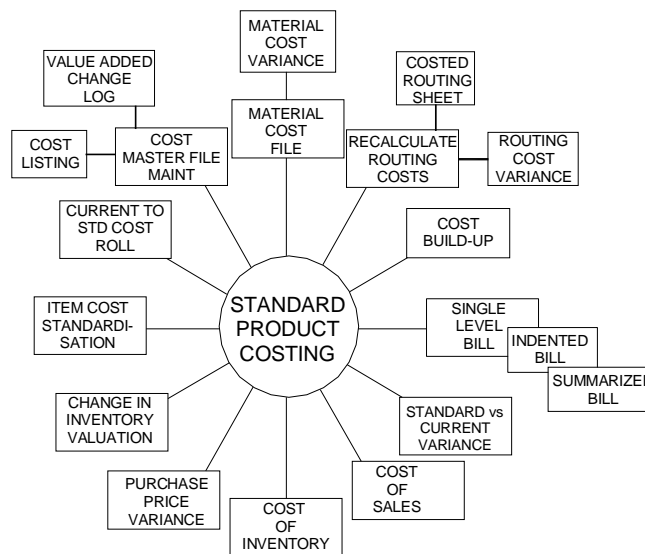 MATERIAL
COST
VARIANCE
VALUE ADDED
CHANGE
LOG
COSTED
ROUTING
SHEET
COST
LISTING
COST
MASTER FILE
MAINT
MATERIAL
COST
FILE
RECALCULATE
ROUTING
COSTS
ROUTING
COST
VARIANCE
CURRENT TO
STD COST
ROLL
COST
BUILD-UP
STANDARD
PRODUCT
COSTING
ITEM COST
STANDARDI-
SATION
SINGLE
LEVEL
BILL
INDENTED
BILL
SUMMARIZED
BILL
CHANGE IN
INVENTORY
VALUATION
STANDARD vs
CURRENT
VARIANCE
PURCHASE
PRICE
VARIANCE
COST
OF
INVENTORY
COST
OF
SALES